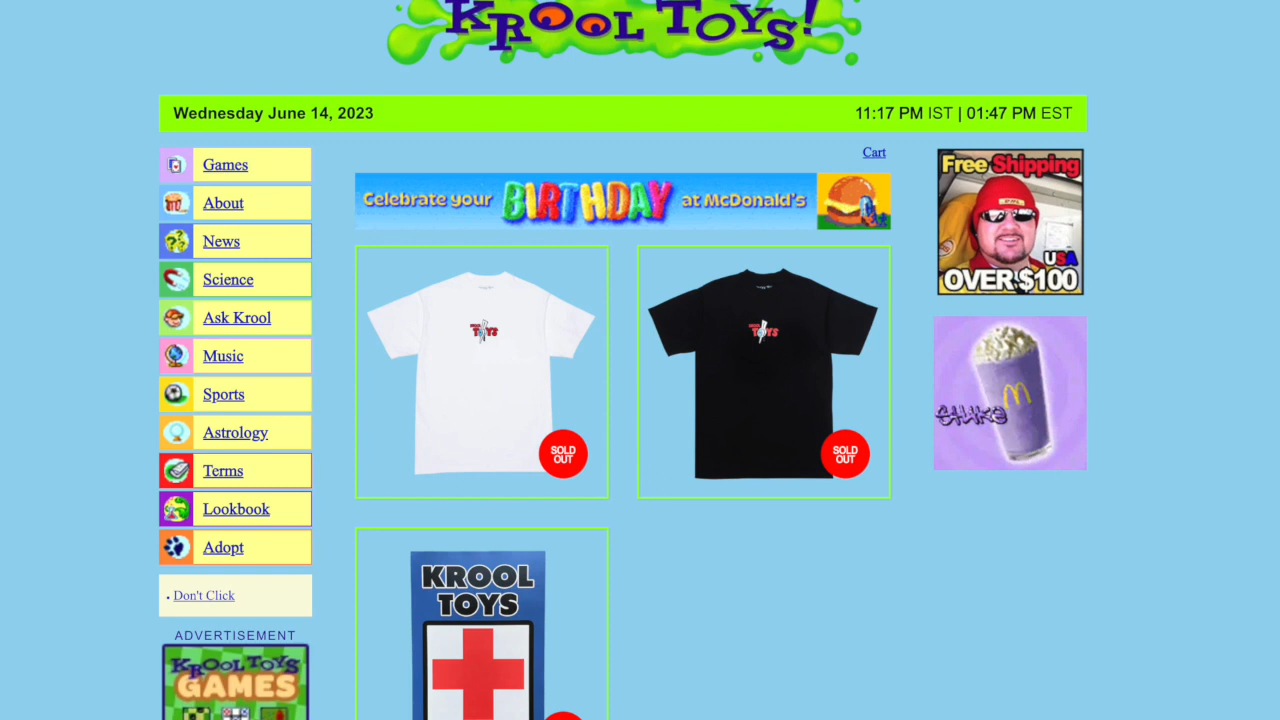 KROOL TOYS!
Wednesday June 14, 2023
11:17 PM IST | 01:47 PM EST
Games
About
News
Science
Ask Krool
Music
Sports
Astrology
Terms
Lookbook
Adopt
• Don't Click
ADVERTISEMENT
KROOL TOYS
GAMES
Cart
Celebrate your BIRTHDAY at McDonald's
TOYS
SOLD
OUT
TOYS
SOLD
OUT
KROOL
TOYS
Free Shipping
USA
OVER $100
SHAKE